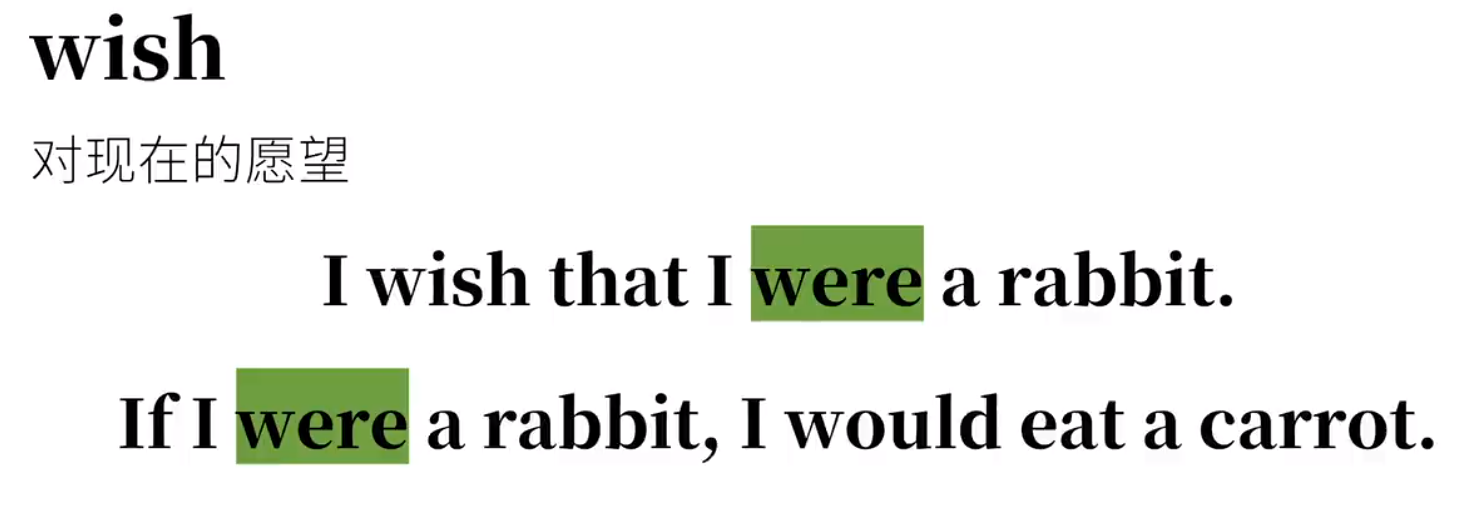 wish
对现在的愿望
I wish that I were a rabbit.
If I were a rabbit, I would eat a carrot.